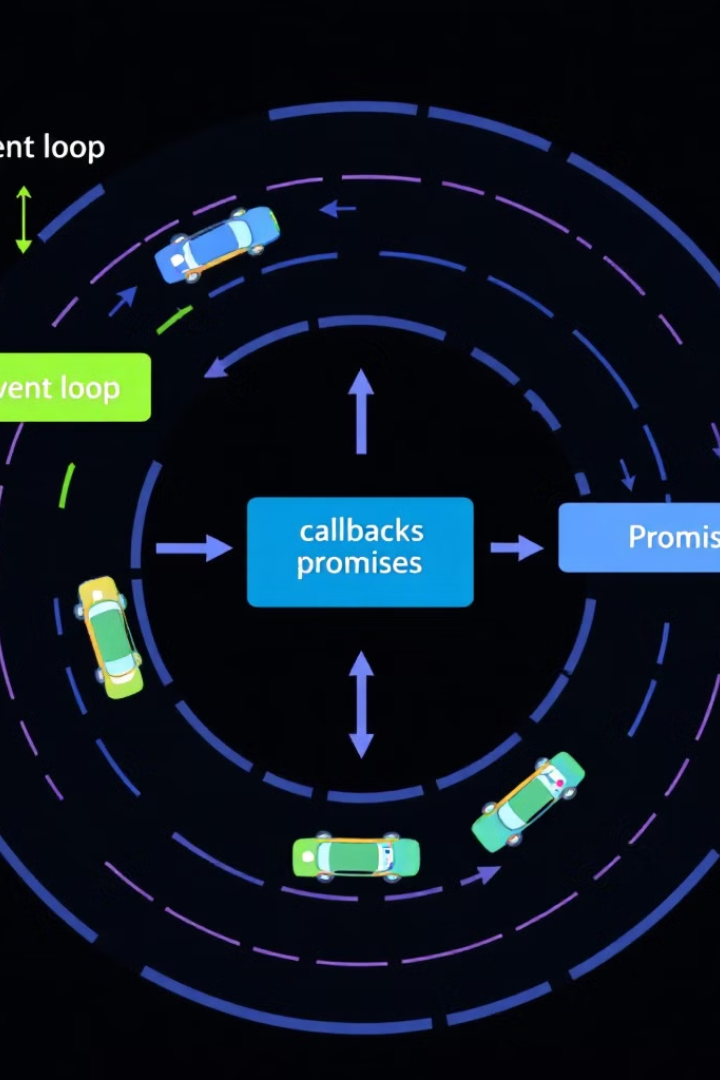 ent loop
vent loop
callbacks
promises
Promis